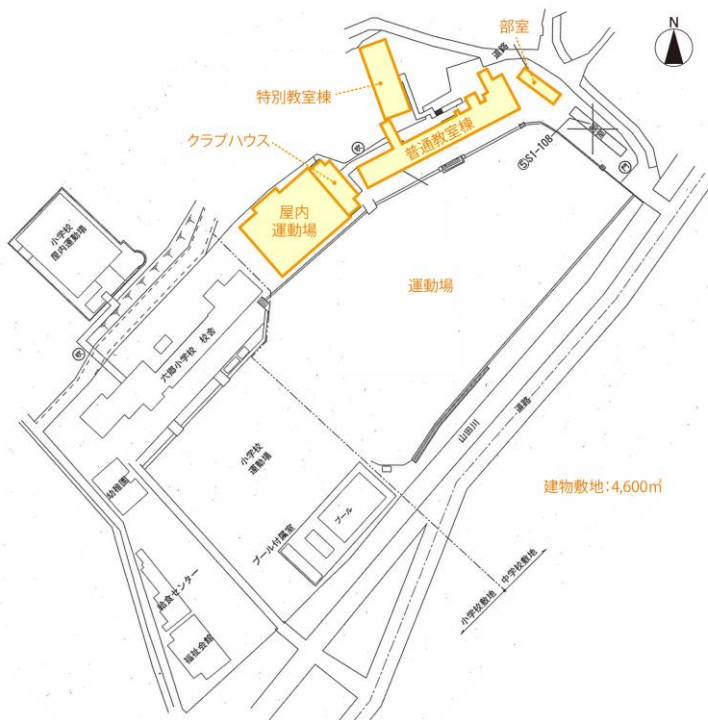 部室
N
道路
特別教室棟
クラブハウス
普通教室棟
⑤S1-108
屋内
運動場
小学校
屋内運動場
運動場
六郷小学校 校舎
山田川
道路
小学校
運動場
建物敷地:4,600㎡
幼稚園
プール
プール付属室
給食センター
福祉会館
中学校敷地
小学校敷地